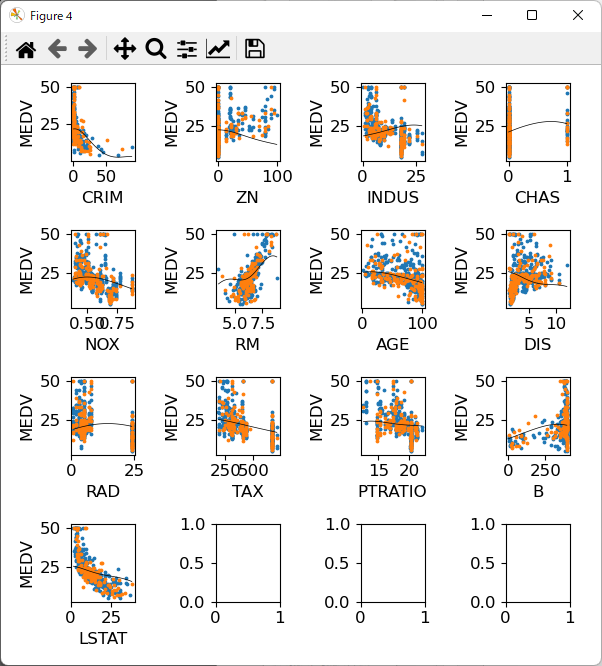 Figure 4
50
25
MEDV
0 50
CRIM
50
25
MEDV
0 100
ZN
50
25
MEDV
0 25
INDUS
50
25
MEDV
0 1
CHAS
50
25
MEDV
0.50 0.75
NOX
50
25
MEDV
5.0 7.5
RM
50
25
MEDV
0 100
AGE
50
25
MEDV
5 10
DIS
50
25
MEDV
0 25
RAD
50
25
MEDV
250 500
TAX
50
25
MEDV
15 20
PTRATIO
50
25
MEDV
0 250
B
50
25
MEDV
0 25
LSTAT
1.0
0.5
0.0
0 1
1.0
0.5
0.0
0 1
1.0
0.5
0.0
0 1